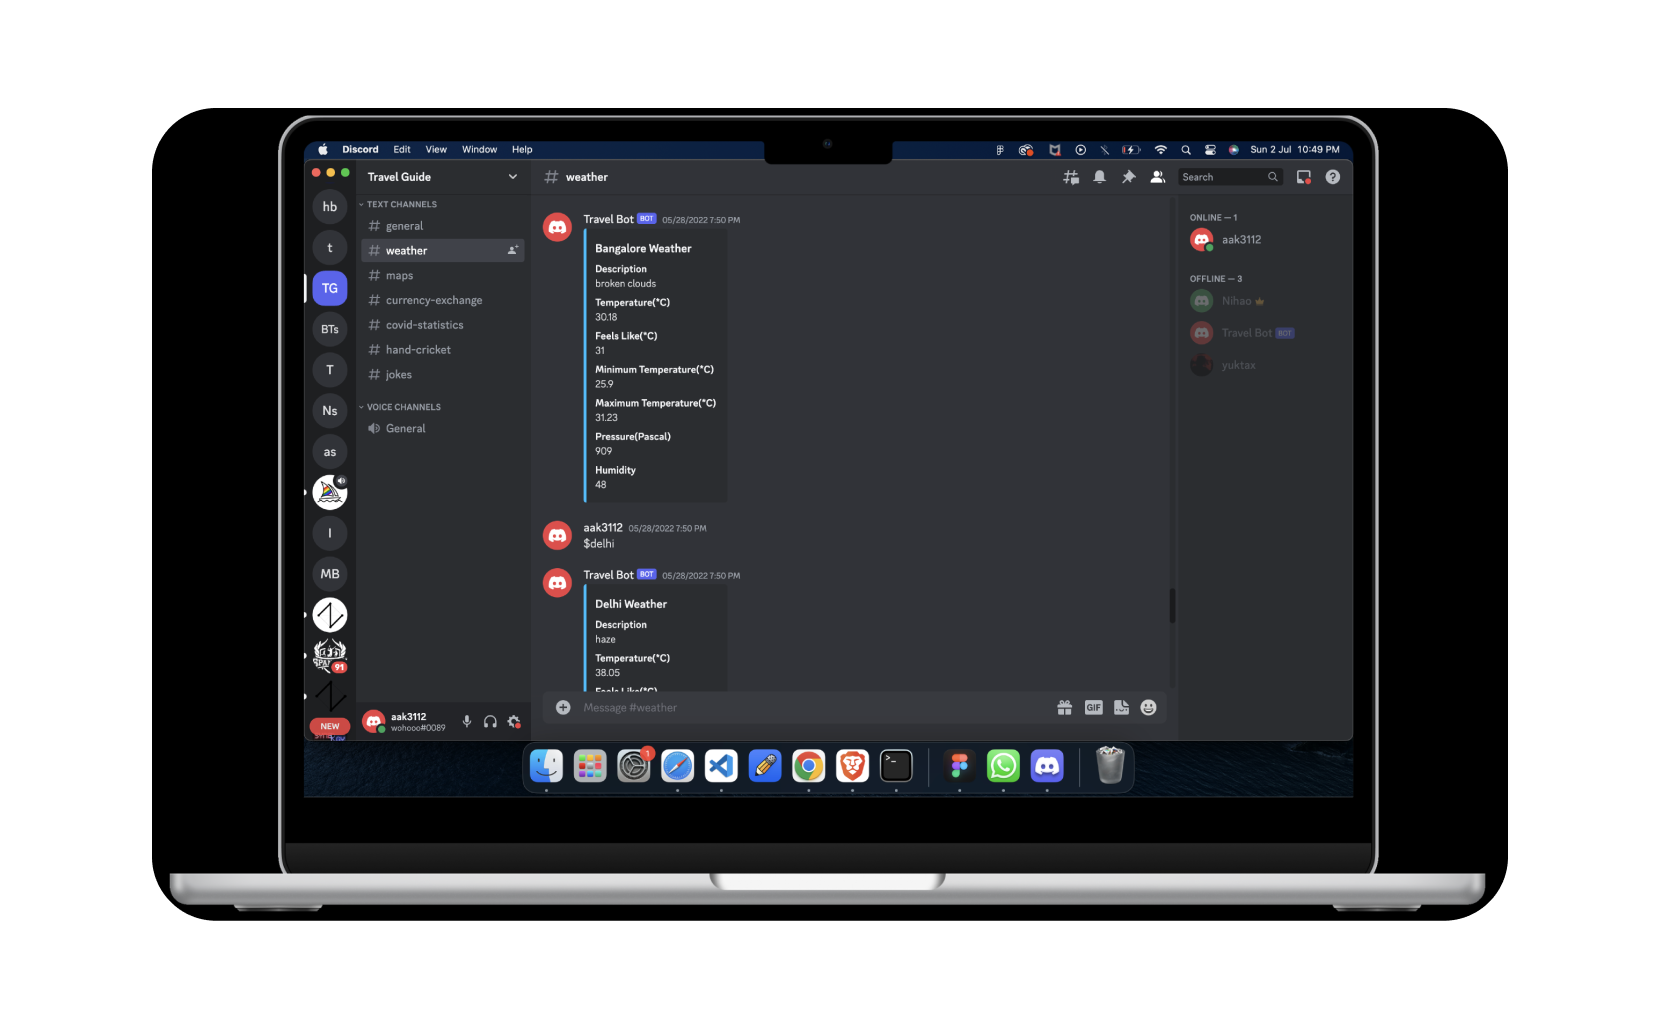 Discord Edit View Window Help
Sun 2 Jul 10:49 PM
hb
t
TG
BTs
T
Ns
as
I
MB
91
NEW
Travel Guide
TEXT CHANNELS
# general
# weather
# maps
# currency-exchange
# covid-statistics
# hand-cricket
# jokes
VOICE CHANNELS
General
aak3112
wohooo#0089
# weather
Search
Travel Bot BOT 05/28/2022 7:50 PM
Bangalore Weather
Description
broken clouds
Temperature(°C)
30.18
Feels Like(°C)
31
Minimum Temperature(°C)
25.9
Maximum Temperature(°C)
31.23
Pressure(Pascal)
909
Humidity
48
aak3112 05/28/2022 7:50 PM
$delhi
Travel Bot BOT 05/28/2022 7:50 PM
Delhi Weather
Description
haze
Temperature(°C)
38.05
Feels Like(°C)
Message #weather
GIF
ONLINE — 1
aak3112
OFFLINE — 3
Nihao
Travel Bot BOT
yuktax
1